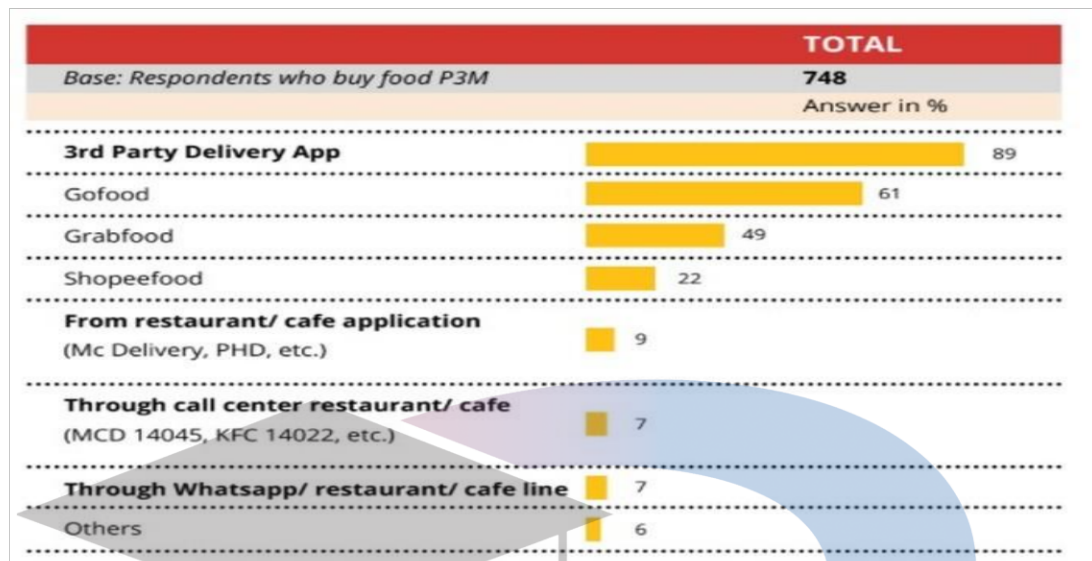 TOTAL
Base: Respondents who buy food P3M 748
Answer in %
3rd Party Delivery App 89
Gofood 61
Grabfood 49
Shopeefood 22
From restaurant/ cafe application
(Mc Delivery, PHD, etc.) 9
Through call center restaurant/ cafe
(MCD 14045, KFC 14022, etc.) 7
Through Whatsapp/ restaurant/ cafe line 7
Others 6